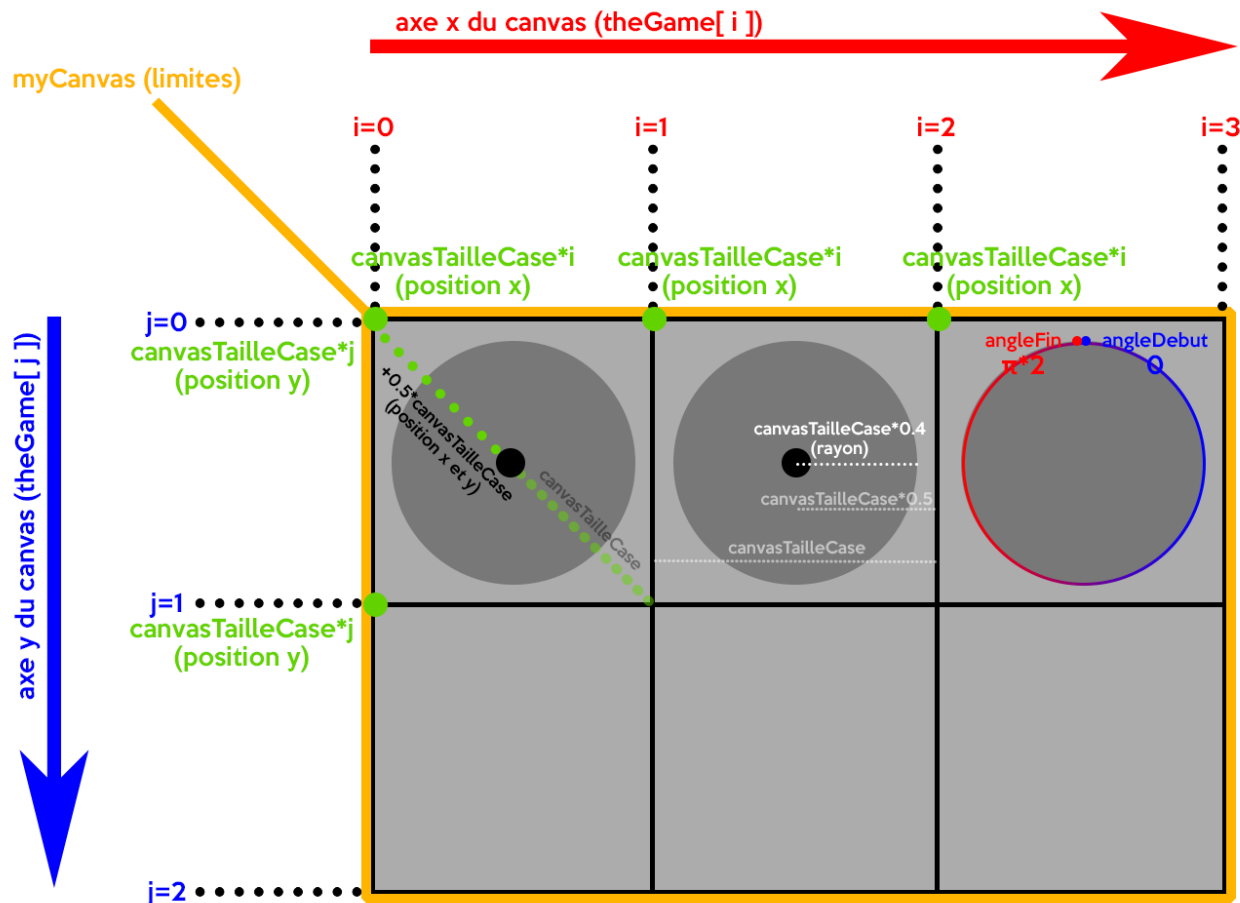 axe x du canvas (theGame[ i ])
myCanvas (limites)
i=0
i=1
i=2
i=3
canvasTailleCase*i
(position x)
canvasTailleCase*i
(position x)
canvasTailleCase*i
(position x)
axe y du canvas (theGame[ j ])
j=0
canvasTailleCase*j
(position y)
+0.5*canvasTailleCase
(position x et y)
canvasTailleCase
canvasTailleCase*0.4
(rayon)
canvasTailleCase*0.5
canvasTailleCase
angleFin
π*2
angleDebut
0
j=1
canvasTailleCase*j
(position y)
j=2